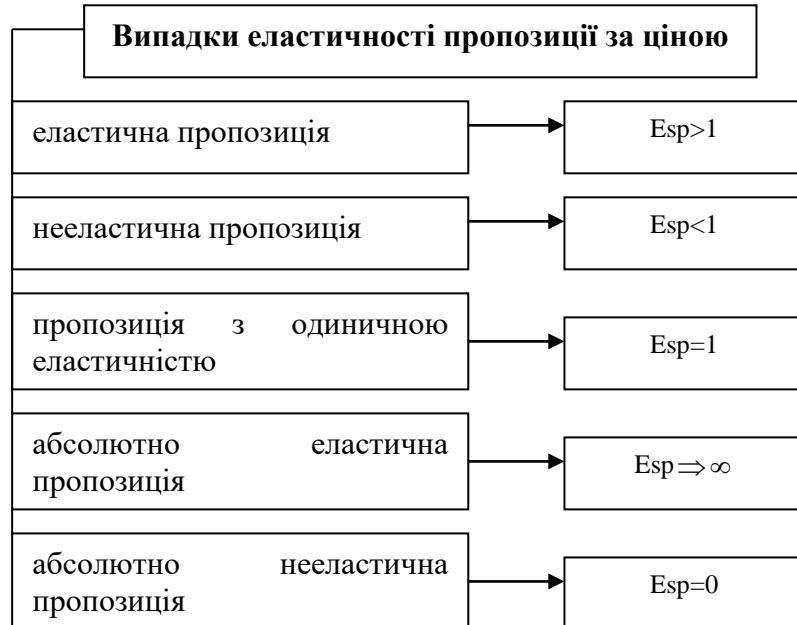 Випадки еластичності пропозиції за ціною
еластична пропозиція
Esp>1
нееластична пропозиція
Esp<1
пропозиція з одиничною
еластичністю
Esp=1
абсолютно еластична
пропозиція
Esp⇒∞
абсолютно нееластична
пропозиція
Esp=0